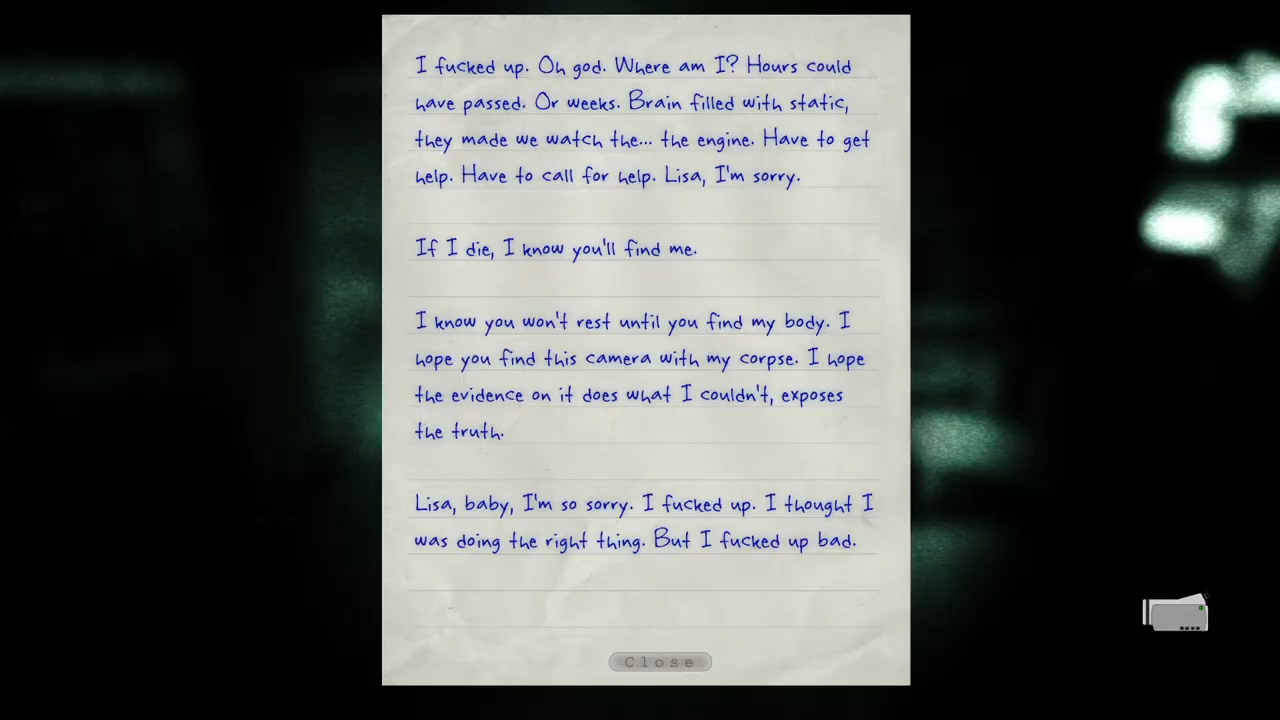 I fucked up. Oh god. Where am I? Hours could
have passed. Or weeks. Brain filled with static,
they made we watch the... the engine. Have to get
help. Have to call for help. Lisa, I'm sorry.
If I die, I know you'll find me.
I know you won't rest until you find my body. I
hope you find this camera with my corpse. I hope
the evidence on it does what I couldn't, exposes
the truth.
Lisa, baby, I'm so sorry. I fucked up. I thought I
was doing the right thing. But I fucked up bad.
Close